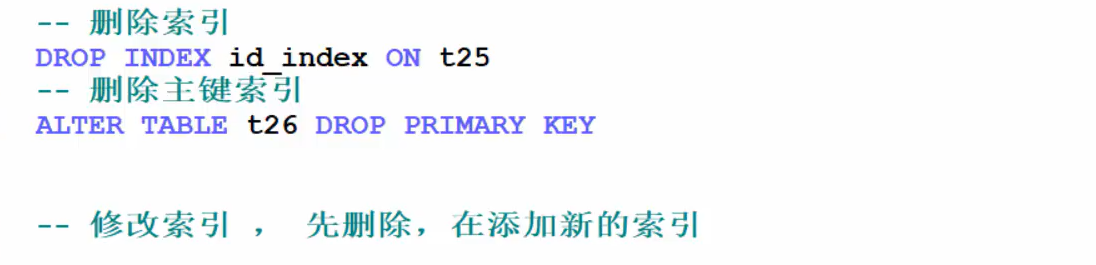 -- 删除索引
DROP INDEX id_index ON t25
-- 删除主键索引
ALTER TABLE t26 DROP PRIMARY KEY
-- 修改索引 ， 先删除，在添加新的索引